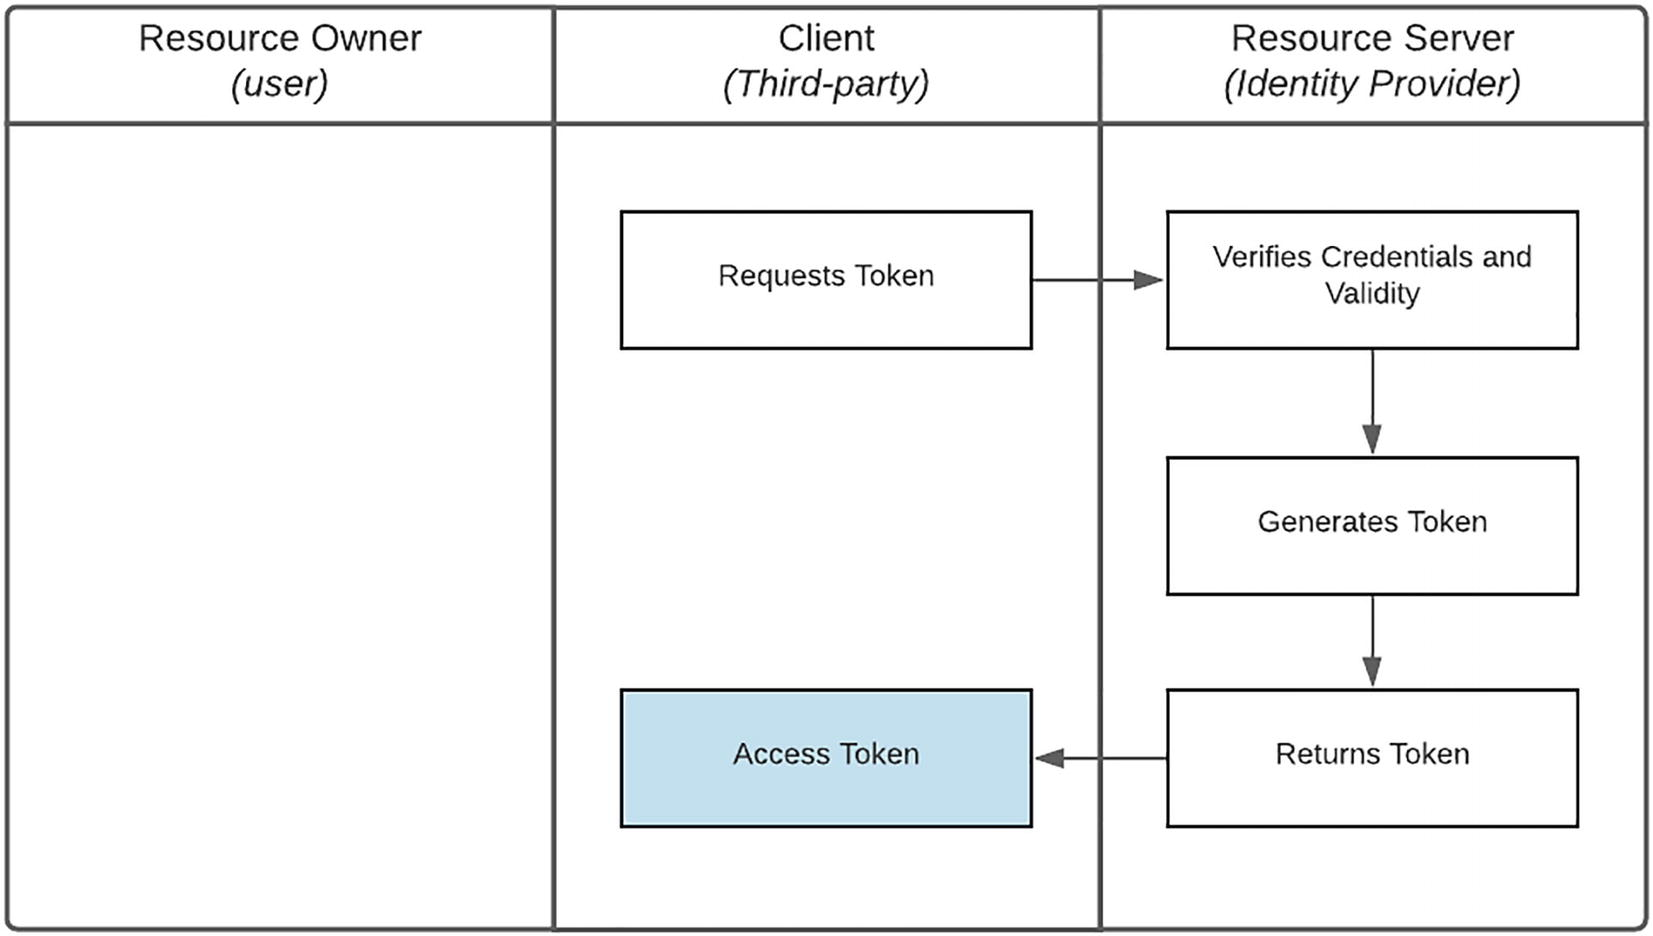 Resource Owner
(user)
Client
(Third-party)
Resource Server
(Identity Provider)
Requests Token
Verifies Credentials and
Validity
Generates Token
Access Token
Returns Token